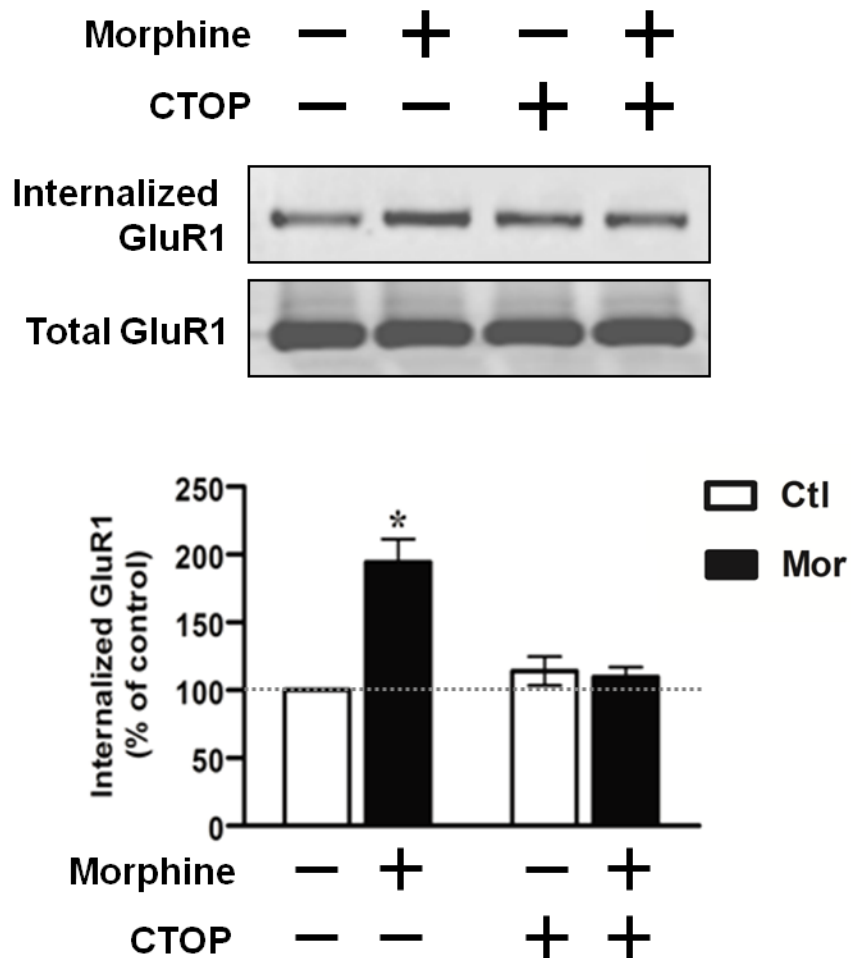 Morphine − + − +
CTOP − − + +
Internalized
GluR1
Total GluR1
250
200
150
100
50
0
*
Internalized GluR1
(% of control)
Ctl
Mor
Morphine − + − +
CTOP − − + +